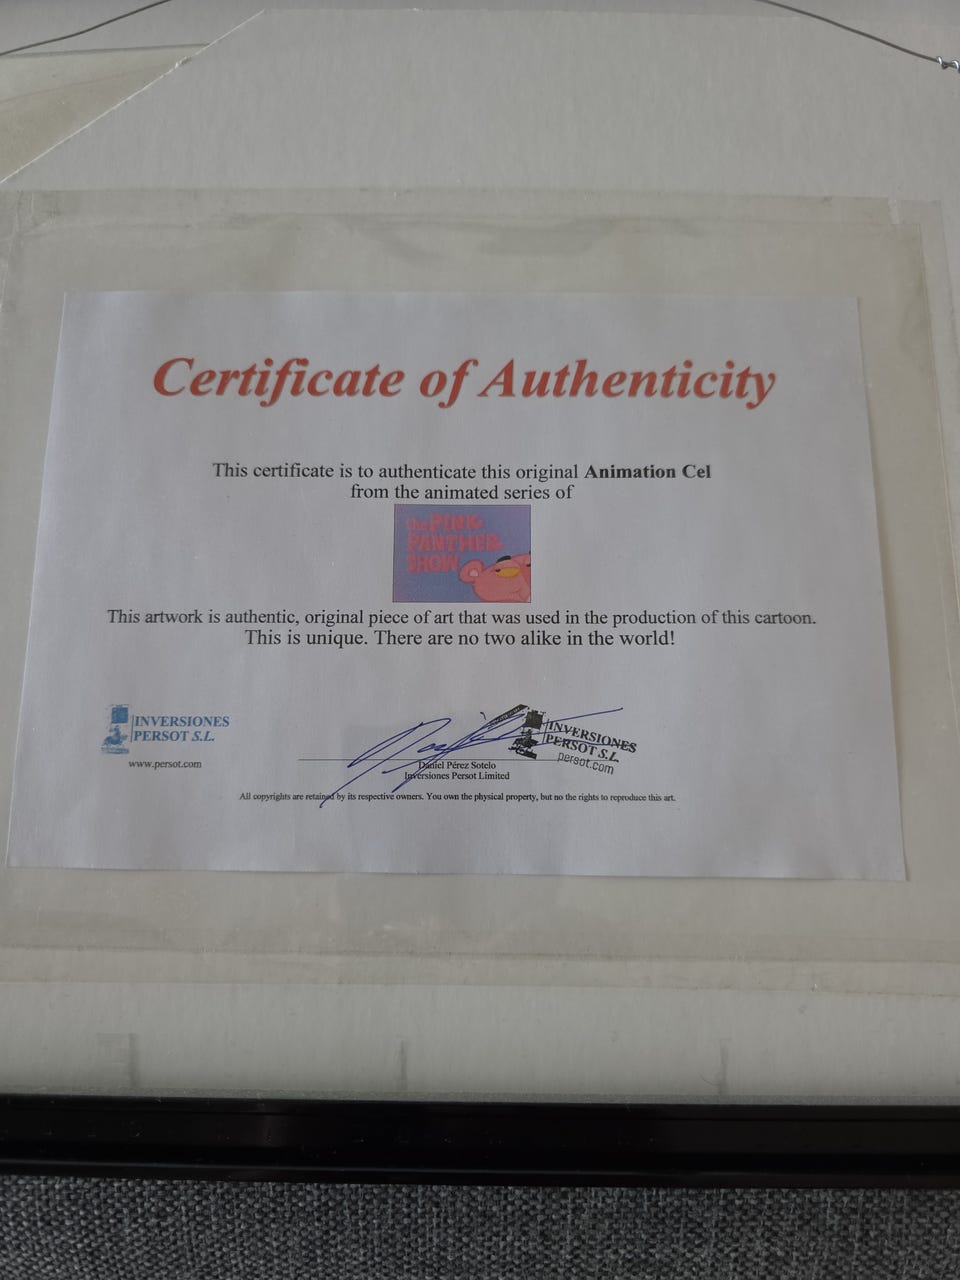 Certificate of Authenticity
This certificate is to authenticate this original Animation Cel
from the animated series of
the PINK
PANTHER
SHOW
This artwork is authentic, original piece of art that was used in the production of this cartoon.
This is unique. There are no two alike in the world!
INVERSIONES
PERSOT S.L.
www.persot.com
INVERSIONES
PERSOT S.L.
persot.com
Daniel Pérez Sotelo
Inversiones Persot Limited
All copyrights are retained by its respective owners. You own the physical property, but no the rights to reproduce this art.